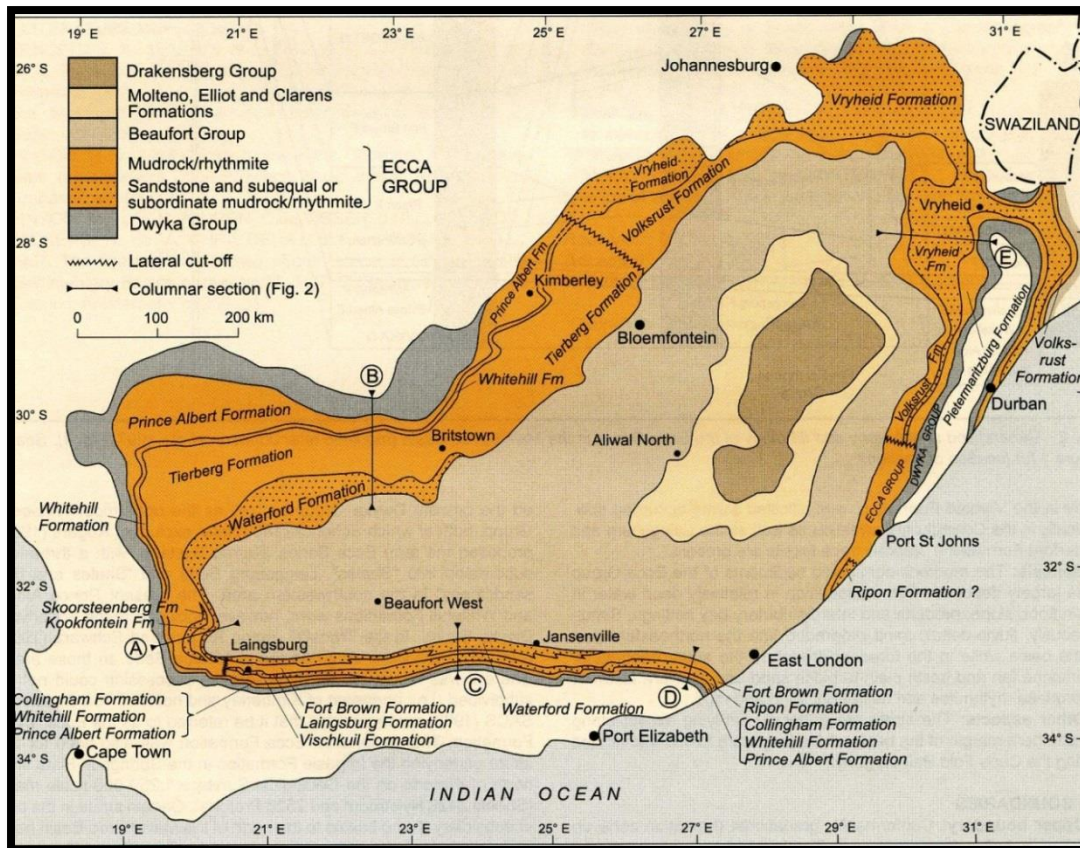 19° E
23° E
25° E
27° E
31° E
26° S
28° S
30° S
32° S
34° S
Drakensberg Group
Molteno, Elliot and Clarens
Formations
Beaufort Group
Mudrock/rhythmite
Sandstone and subequal or
subordinate mudrock/rhythmite
ECCA
GROUP
Dwyka Group
Lateral cut-off
Columnar section (Fig. 2)
0 100 200 km
Johannesburg
Vryheid Formation
SWAZILAND
Vryheid
Formation
Volksrust Formation
Vryheid
Vryheid
Fm
E
Prince Albert Fm
Kimberley
Tierberg Formation
Bloemfontein
Whitehill Fm
Pietermaritzburg Formation
Volks-
rust
Formation
Volksrust Fm
Durban
DWYKA GROUP
ECCA GROUP
B
Prince Albert Formation
Britstown
Aliwal North
Tierberg Formation
Waterford Formation
Whitehill
Formation
Port St Johns
32° S
Ripon Formation ?
Beaufort West
Skoorsteenberg Fm
Kookfontein Fm
A
Laingsburg
Jansenville
East London
C
D
Collingham Formation
Whitehill Formation
Prince Albert Formation
Fort Brown Formation
Laingsburg Formation
Vischkuil Formation
Waterford Formation
Fort Brown Formation
Ripon Formation
Collingham Formation
Whitehill Formation
Prince Albert Formation
Cape Town
Port Elizabeth
34° S
INDIAN OCEAN
19° E
21° E
23° E
25° E
27° E
29° E
31° E